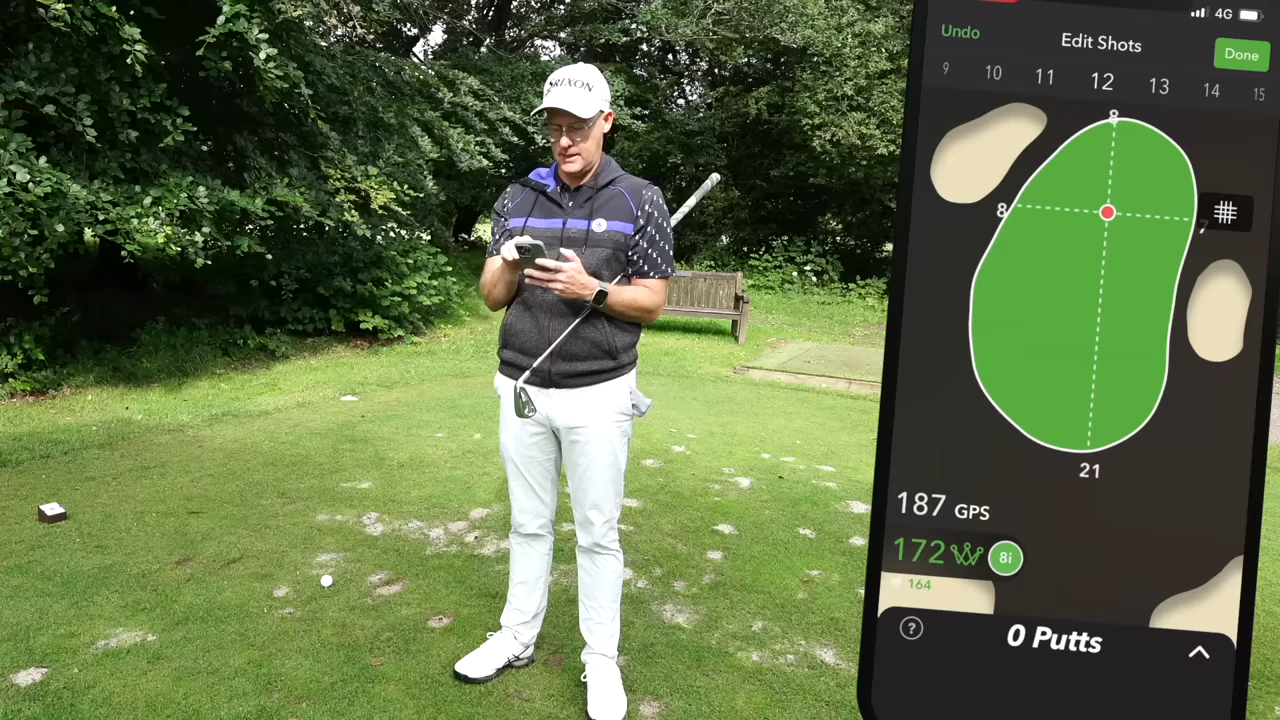 SRIXON
4G
Undo
Edit Shots
Done
9 10 11 12 13 14 15
8
8
7
21
187 GPS
172 8i
164
? 0 Putts